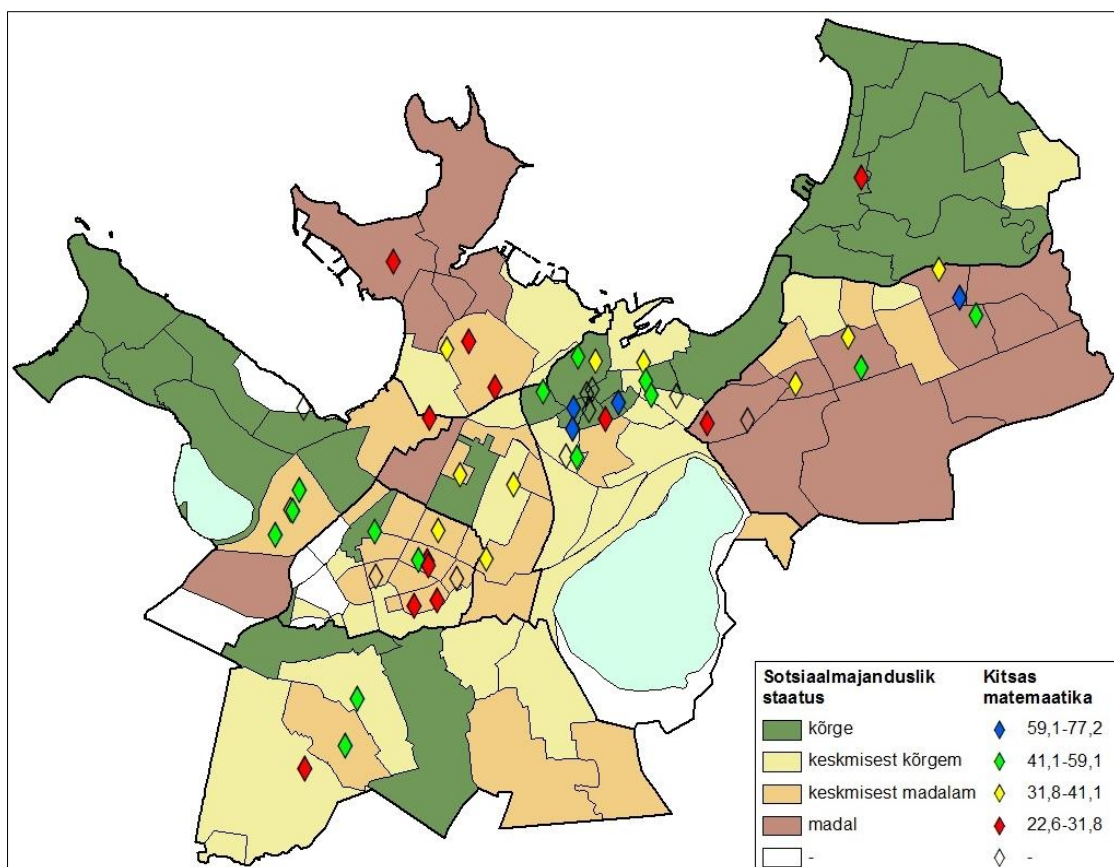 Sotsiaalmajanduslik
staatus
kõrge
keskmisest kõrgem
keskmisest madalam
madal
-
Kitsas
matemaatika
59,1-77,2
41,1-59,1
31,8-41,1
22,6-31,8
-